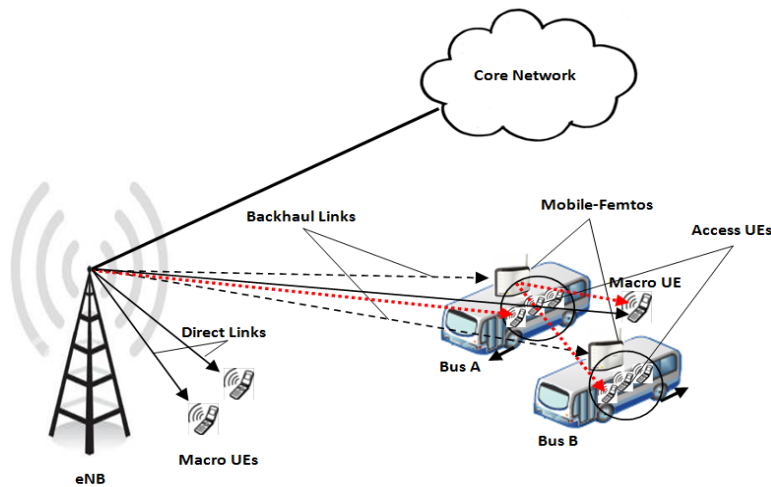 Core Network
Backhaul Links
Mobile-Femtos
Access UEs
Macro UE
Direct Links
Bus A
Bus B
Macro UEs
eNB